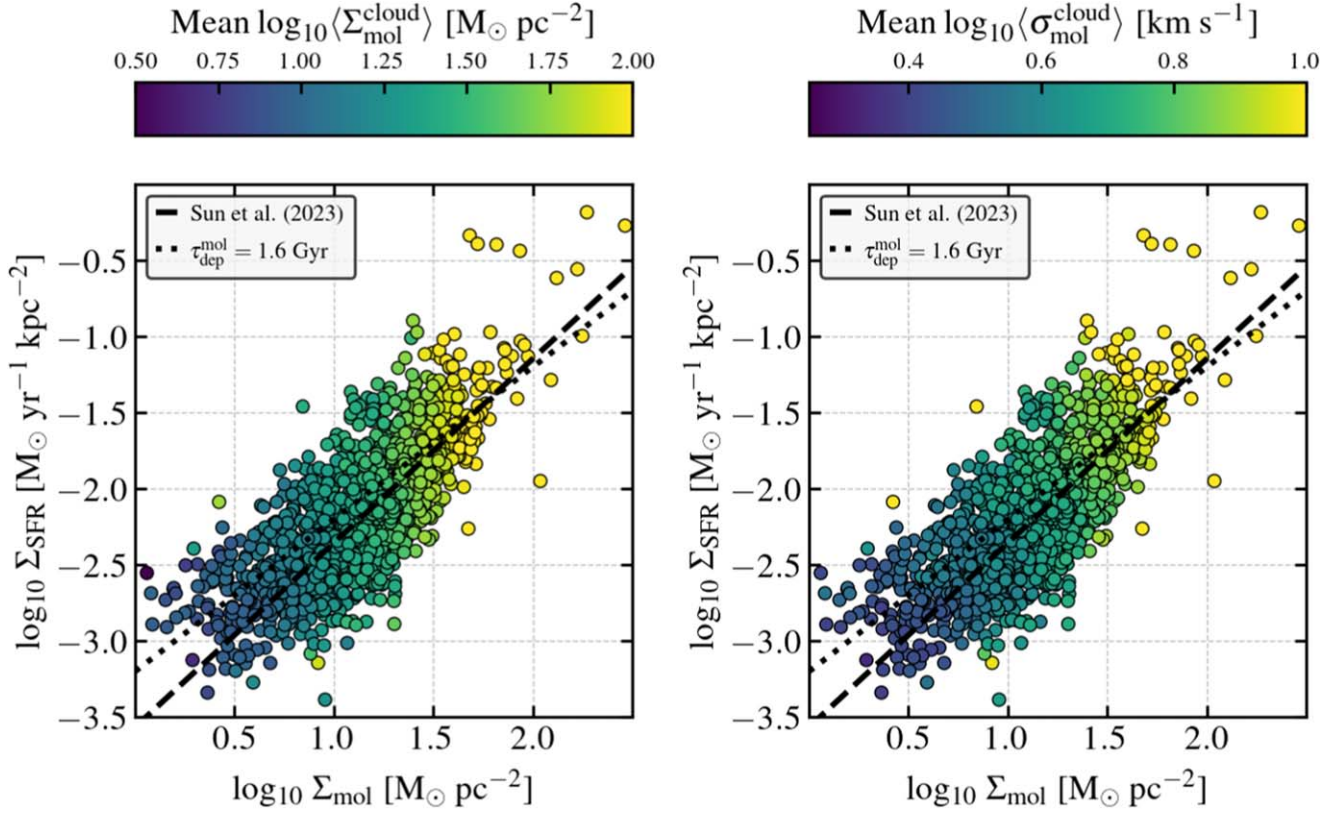 Mean log₁₀⟨Σ_mol^cloud⟩ [M⊙ pc⁻²]
0.50 0.75 1.00 1.25 1.50 1.75 2.00
Sun et al. (2023)
τ_dep^mol = 1.6 Gyr
log₁₀ Σ_SFR [M⊙ yr⁻¹ kpc⁻²]
−0.5
−1.0
−1.5
−2.0
−2.5
−3.0
−3.5
0.5 1.0 1.5 2.0
log₁₀ Σ_mol [M⊙ pc⁻²]
Mean log₁₀⟨σ_mol^cloud⟩ [km s⁻¹]
0.4 0.6 0.8 1.0
Sun et al. (2023)
τ_dep^mol = 1.6 Gyr
log₁₀ Σ_SFR [M⊙ yr⁻¹ kpc⁻²]
−0.5
−1.0
−1.5
−2.0
−2.5
−3.0
−3.5
0.5 1.0 1.5 2.0
log₁₀ Σ_mol [M⊙ pc⁻²]